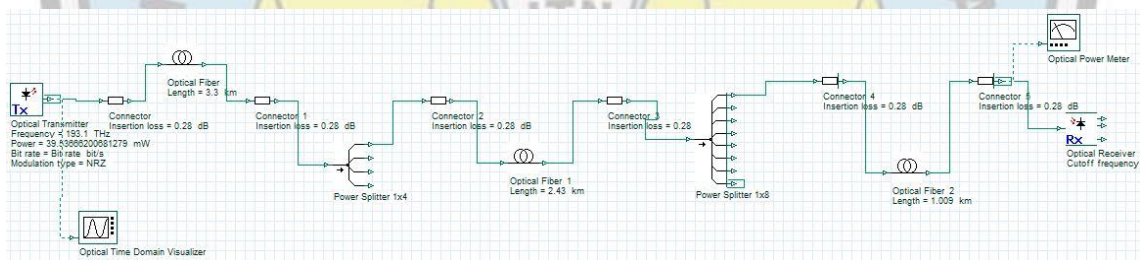 ITN
Optical Power Meter
Optical Fiber
Length = 3.3 km
Tx
Optical Transmitter
Frequency = 193.1 THz
Power = 39.53666200681279 mW
Bit rate = Bit rate bit/s
Modulation type = NRZ
Connector
Insertion loss = 0.28 dB
Connector 1
Insertion loss = 0.28 dB
Connector 2
Insertion loss = 0.28 dB
Connector 3
Insertion loss = 0.28
Connector 4
Insertion loss = 0.28 dB
Connector 5
Insertion loss = 0.28 dB
Rx
Optical Receiver
Cutoff frequency
Power Splitter 1x4
Optical Fiber 1
Length = 2.43 km
Power Splitter 1x8
Optical Fiber 2
Length = 1.009 km
Optical Time Domain Visualizer